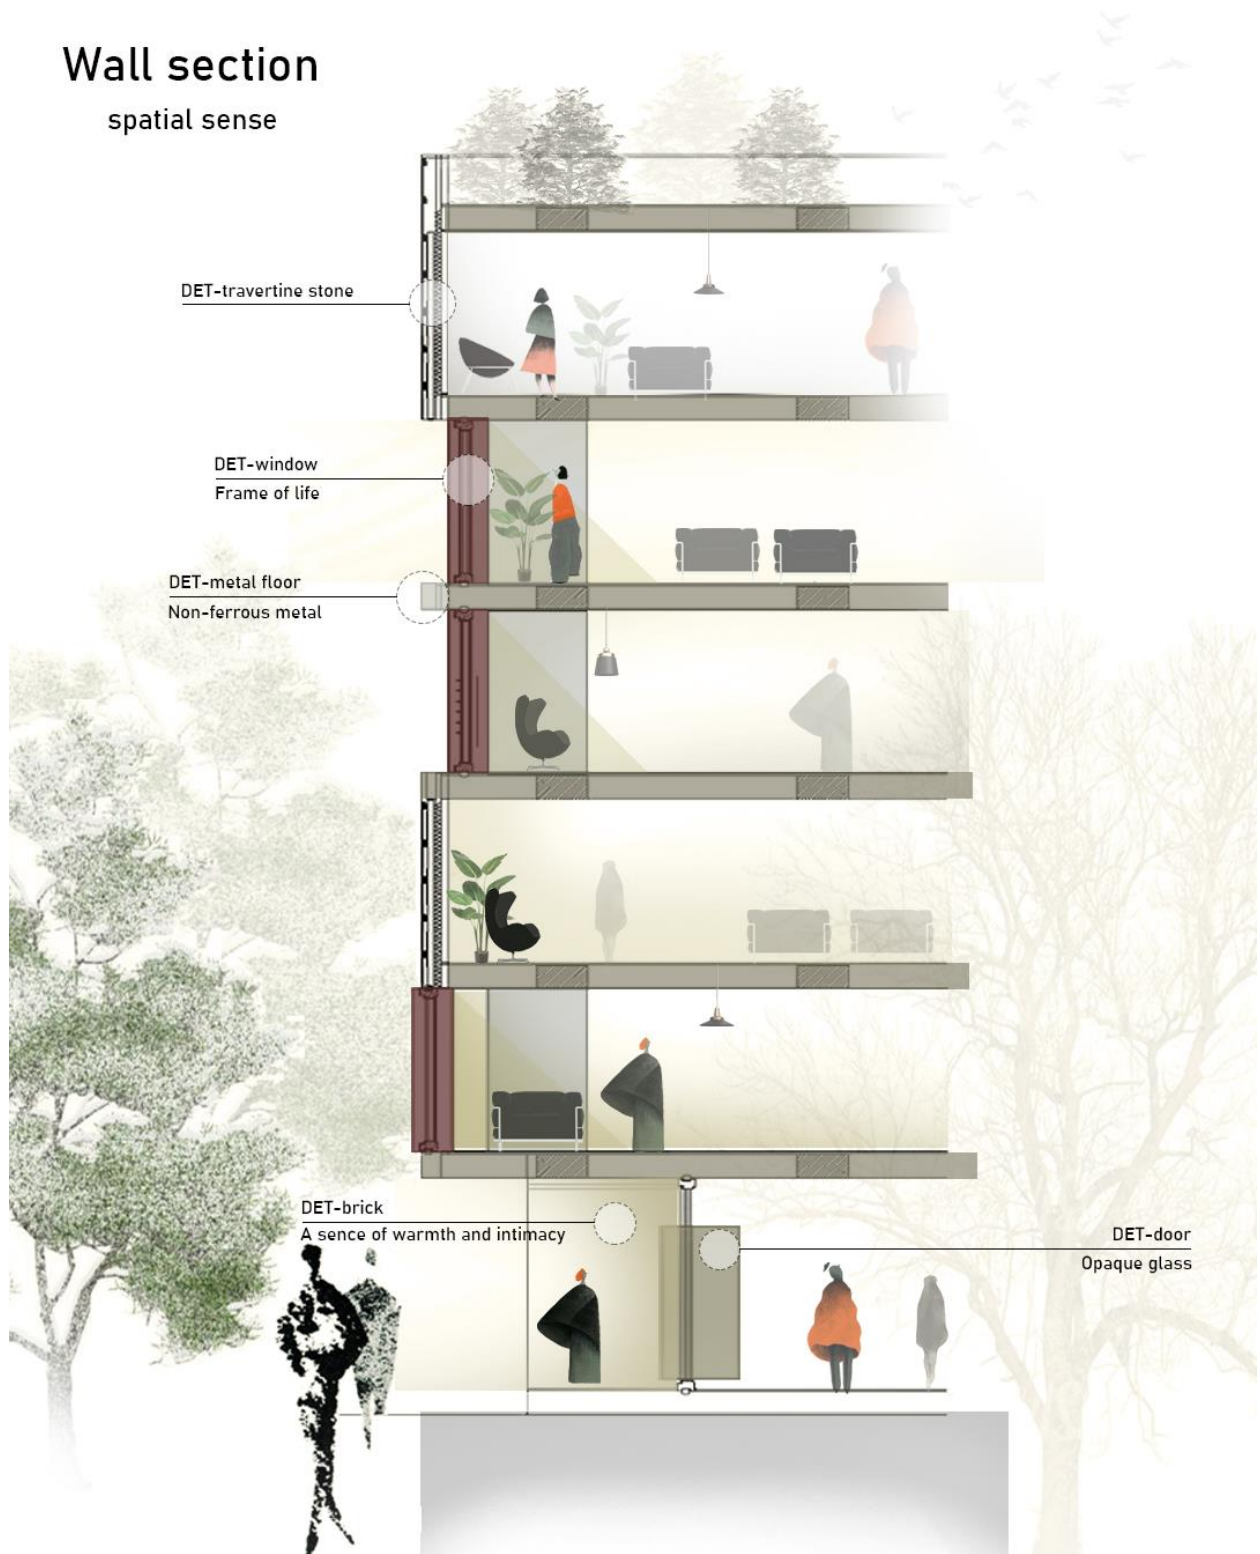 Wall section
spatial sense
DET-travertine stone
DET-window
Frame of life
DET-metal floor
Non-ferrous metal
DET-brick
A sence of warmth and intimacy
DET-door
Opaque glass